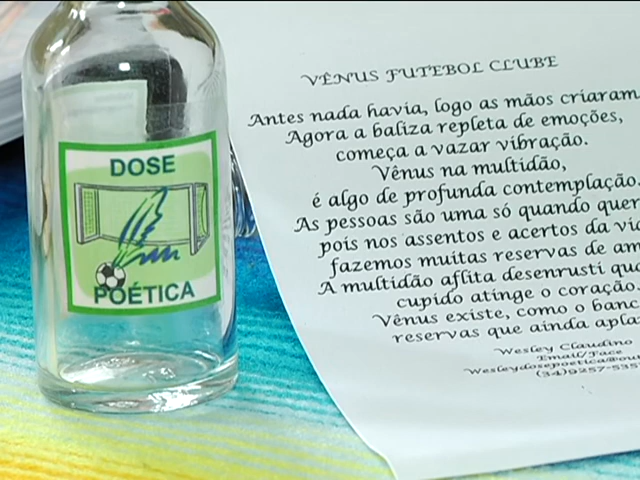 DOSE
POÉTICA
VÊNUS FUTEBOL CLUBE
Antes nada havia, logo as mãos criaram
Agora a baliza repleta de emoções,
começa a vazar vibração.
Vênus na multidão,
é algo de profunda contemplação.
As pessoas são uma só quando
pois nos assentos e acertos da
fazemos muitas reservas de
A multidão aflita desenrusti
cupido atinge o coração.
Vênus existe, como o
reservas que ainda
Wesley Claudino
Email/Face
(34)9257-535